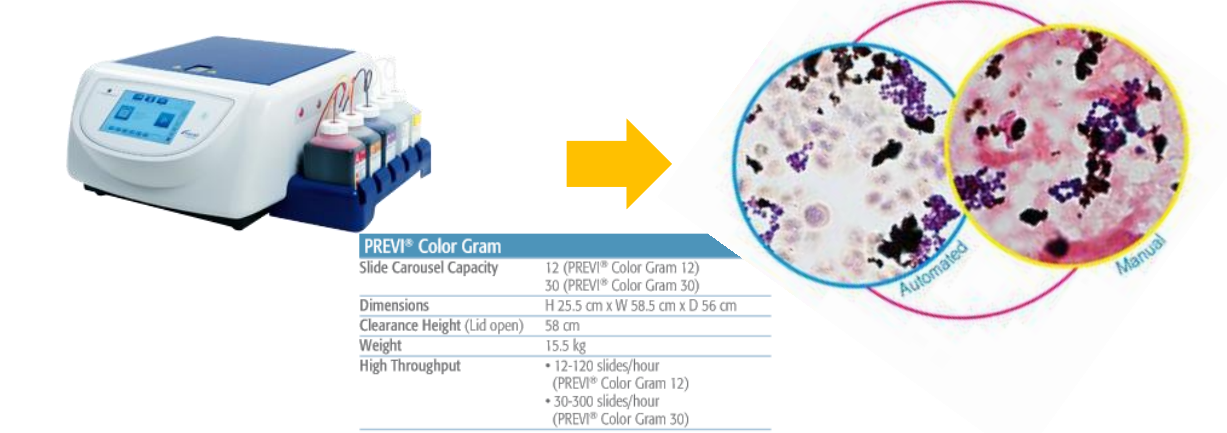 PREVI® Color Gram
Slide Carousel Capacity 12 (PREVI® Color Gram 12)
30 (PREVI® Color Gram 30)
Dimensions H 25.5 cm x W 58.5 cm x D 56 cm
Clearance Height (Lid open) 58 cm
Weight 15.5 kg
High Throughput • 12-120 slides/hour
(PREVI® Color Gram 12)
• 30-300 slides/hour
(PREVI® Color Gram 30)
Automated
Manual